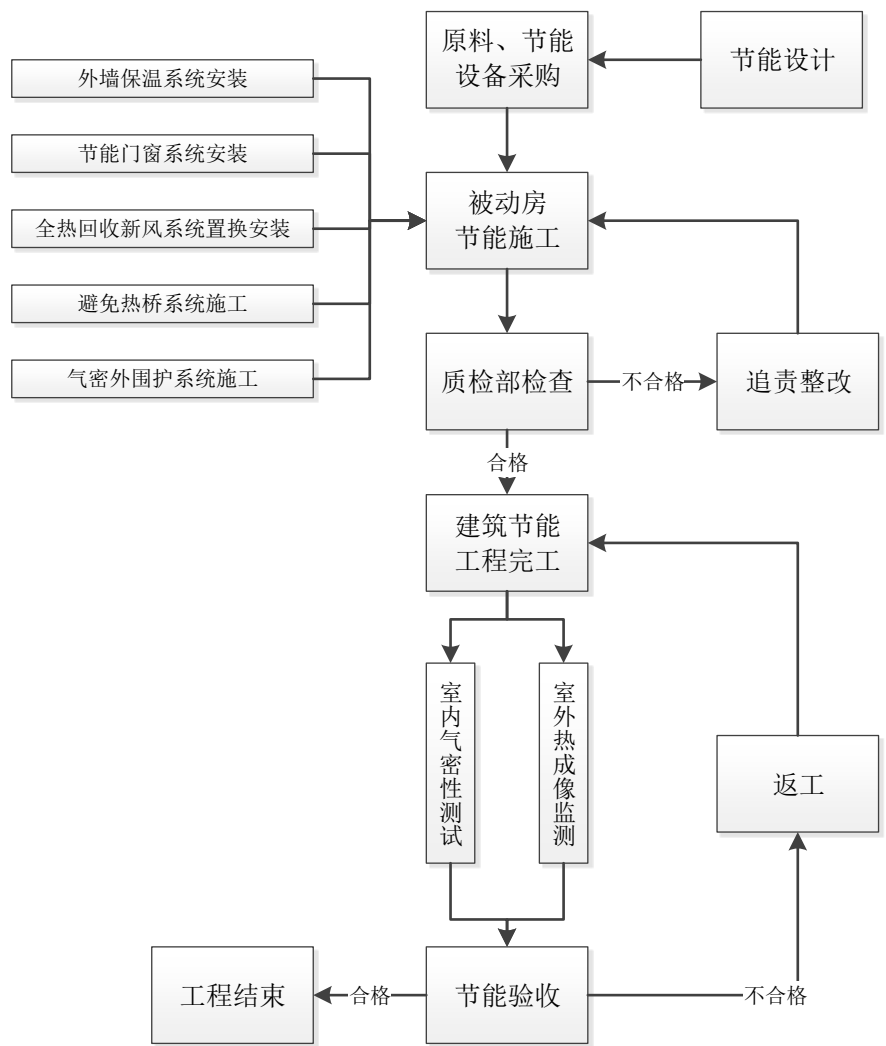 原料、节能
设备采购
节能设计
外墙保温系统安装
节能门窗系统安装
全热回收新风系统置换安装
避免热桥系统施工
气密外围护系统施工
被动房
节能施工
质检部检查
不合格
追责整改
合格
建筑节能
工程完工
室内气密性测试
室外热成像监测
返工
工程结束
合格
节能验收
不合格